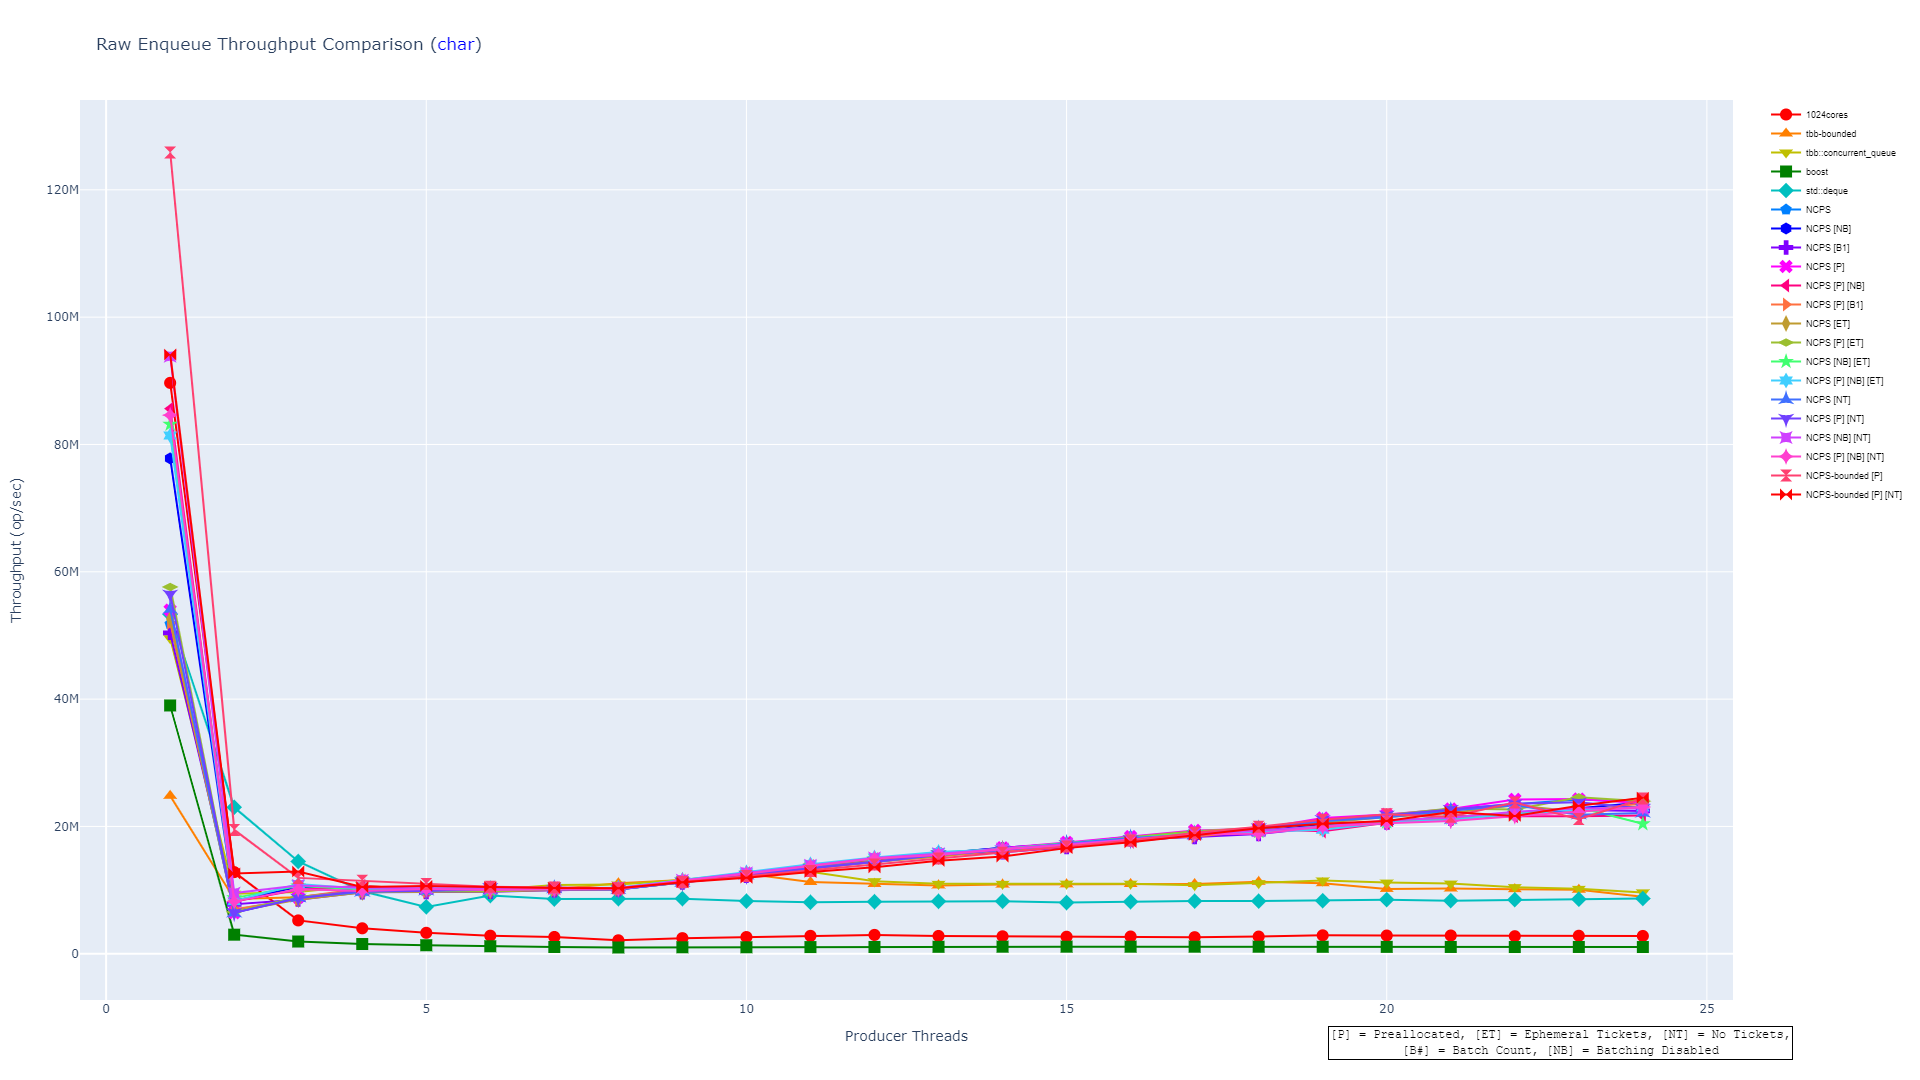 Raw Enqueue Throughput Comparison (char)
Throughput (op/sec)
120M
100M
80M
60M
40M
20M
0
0
5
10
15
20
25
Producer Threads
1024cores
tbb-bounded
tbb::concurrent_queue
boost
std::deque
NCPS
NCPS [NB]
NCPS [B1]
NCPS [P]
NCPS [P] [NB]
NCPS [P] [B1]
NCPS [ET]
NCPS [P] [ET]
NCPS [NB] [ET]
NCPS [P] [NB] [ET]
NCPS [NT]
NCPS [P] [NT]
NCPS [NB] [NT]
NCPS [P] [NB] [NT]
NCPS-bounded [P]
NCPS-bounded [P] [NT]
[P] = Preallocated, [ET] = Ephemeral Tickets, [NT] = No Tickets,
[B#] = Batch Count, [NB] = Batching Disabled